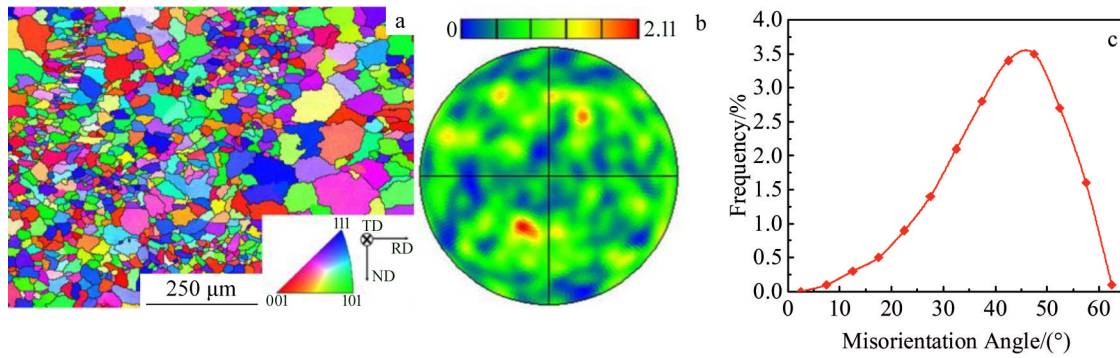 a
111
TD
RD
ND
250 μm
001
101
0
2.11
b
c
4.0
3.5
3.0
2.5
2.0
1.5
1.0
0.5
0.0
Frequency/%
0
10
20
30
40
50
60
Misorientation Angle/(°)